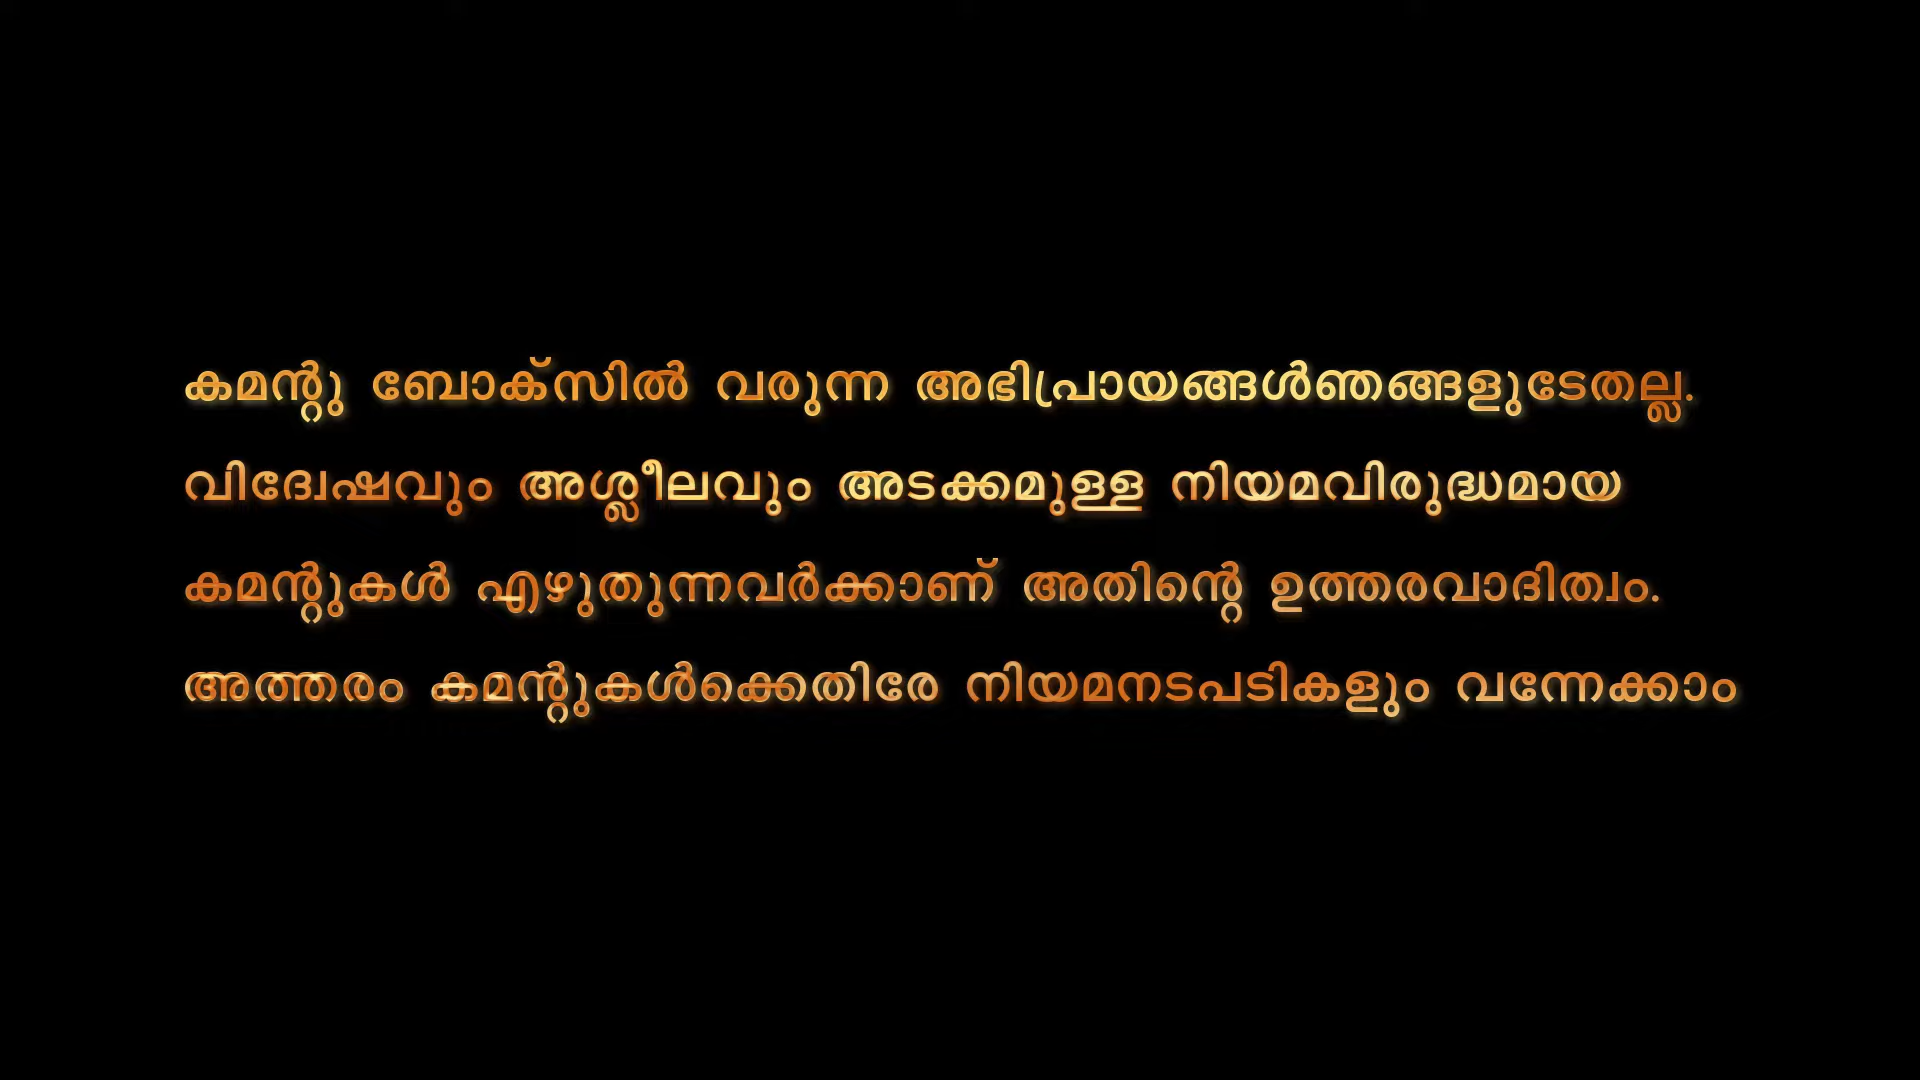 കമന്റു ബോക്സിൽ വരുന്ന അഭിപ്രായങ്ങൾഞങ്ങളുടേതല്ല.
വിദ്വേഷവും അശ്ലീലവും അടക്കമുള്ള നിയമവിരുദ്ധമായ
കമന്റുകൾ എഴുതുന്നവർക്കാണ് അതിന്റെ ഉത്തരവാദിത്വം.
അത്തരം കമന്റുകൾക്കെതിരേ നിയമനടപടികളും വന്നേക്കാം